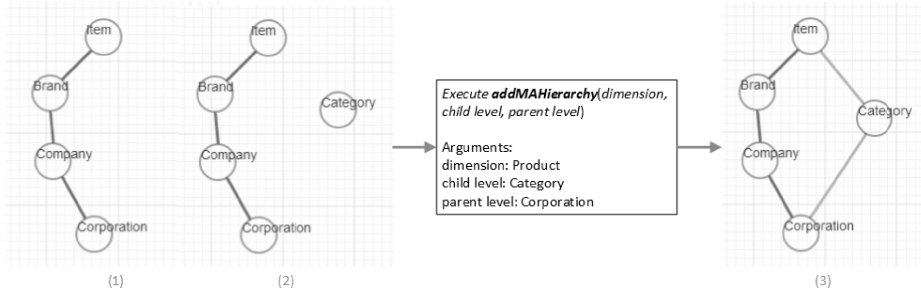 Item
Brand
Company
Corporation
(1)
Item
Brand
Category
Company
Corporation
(2)
Execute addMAHierarchy(dimension,
child level, parent level)
Arguments:
dimension: Product
child level: Category
parent level: Corporation
Item
Brand
Category
Company
Corporation
(3)